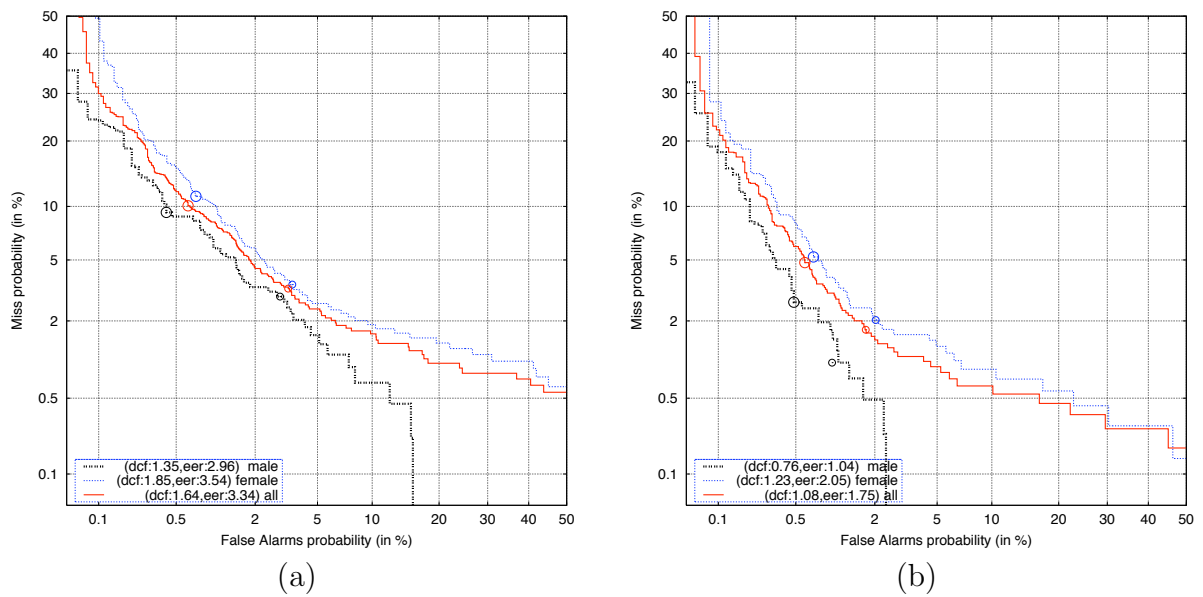 50
40
30
20
10
5
2
0.5
0.1
Miss probability (in %)
(dcf:1.35,eer:2.96) male
(dcf:1.85,eer:3.54) female
(dcf:1.64,eer:3.34) all
0.1 0.5 2 5 10 20 30 40 50
False Alarms probability (in %)
(a)
50
40
30
20
10
5
2
0.5
0.1
Miss probability (in %)
(dcf:0.76,eer:1.04) male
(dcf:1.23,eer:2.05) female
(dcf:1.08,eer:1.75) all
0.1 0.5 2 5 10 20 30 40 50
False Alarms probability (in %)
(b)